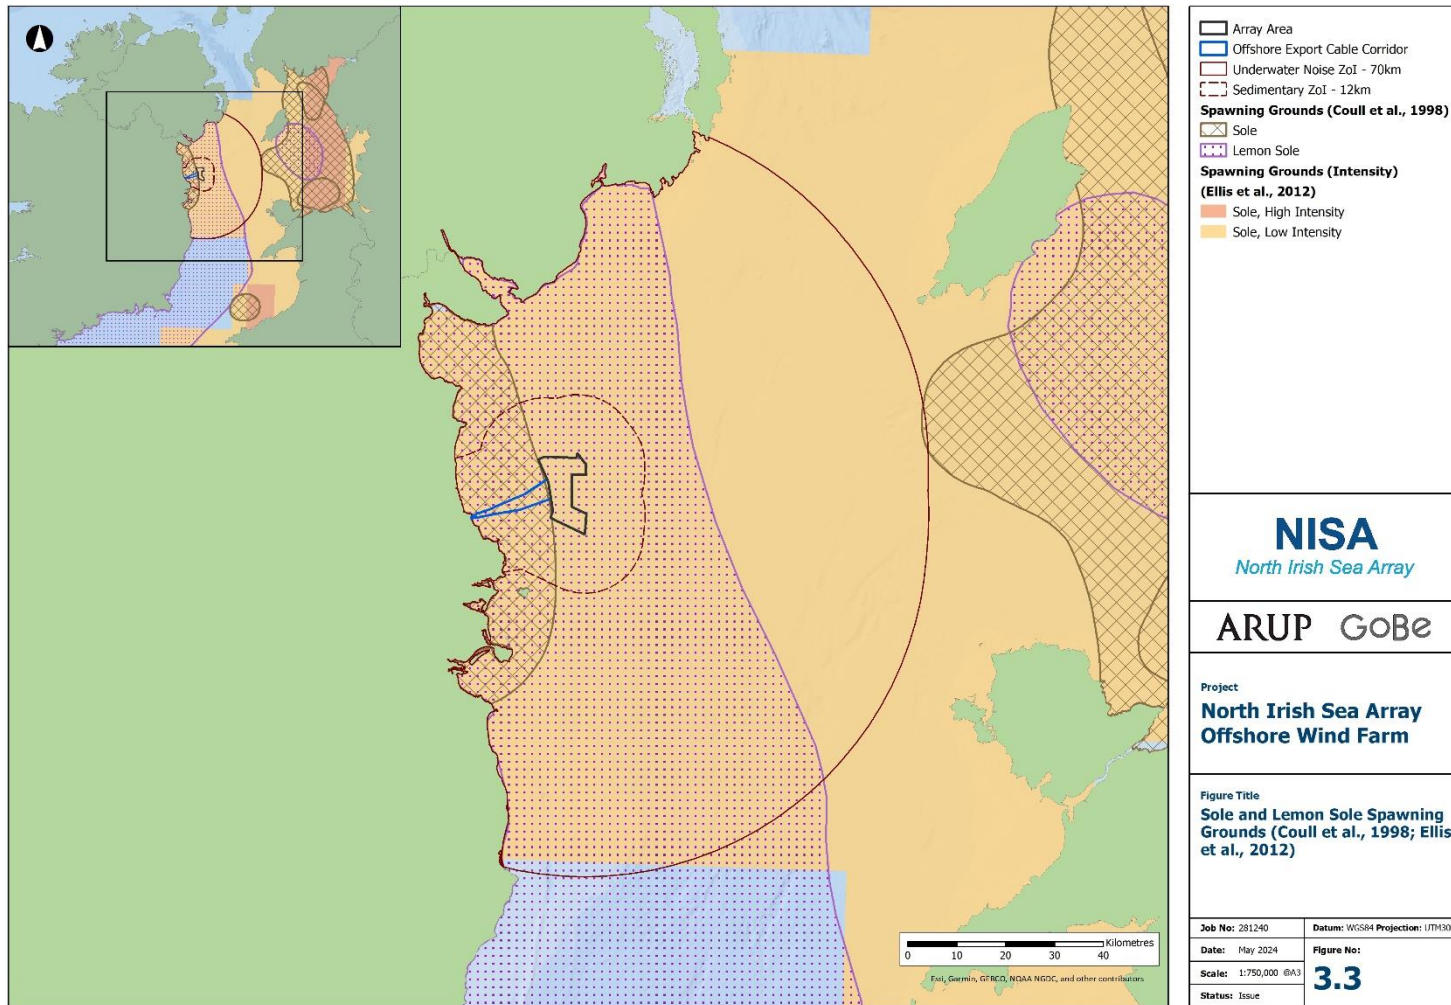 Array Area
Offshore Export Cable Corridor
Underwater Noise ZoI - 70km
Sedimentary ZoI - 12km
Spawning Grounds (Coull et al., 1998)
Sole
Lemon Sole
Spawning Grounds (Intensity)
(Ellis et al., 2012)
Sole, High Intensity
Sole, Low Intensity
NISA
North Irish Sea Array
ARUP GoBe
Project
North Irish Sea Array
Offshore Wind Farm
Figure Title
Sole and Lemon Sole Spawning
Grounds (Coull et al., 1998; Ellis
et al., 2012)
Job No: 281240
Datum: WGS84 Projection: UTM30
Date: May 2024
Figure No:
Scale: 1:750,000 @A3
3.3
Status: Issue
Kilometres
0 10 20 30 40
Esri, Garmin, GEBCO, NOAA NGDC, and other contributors